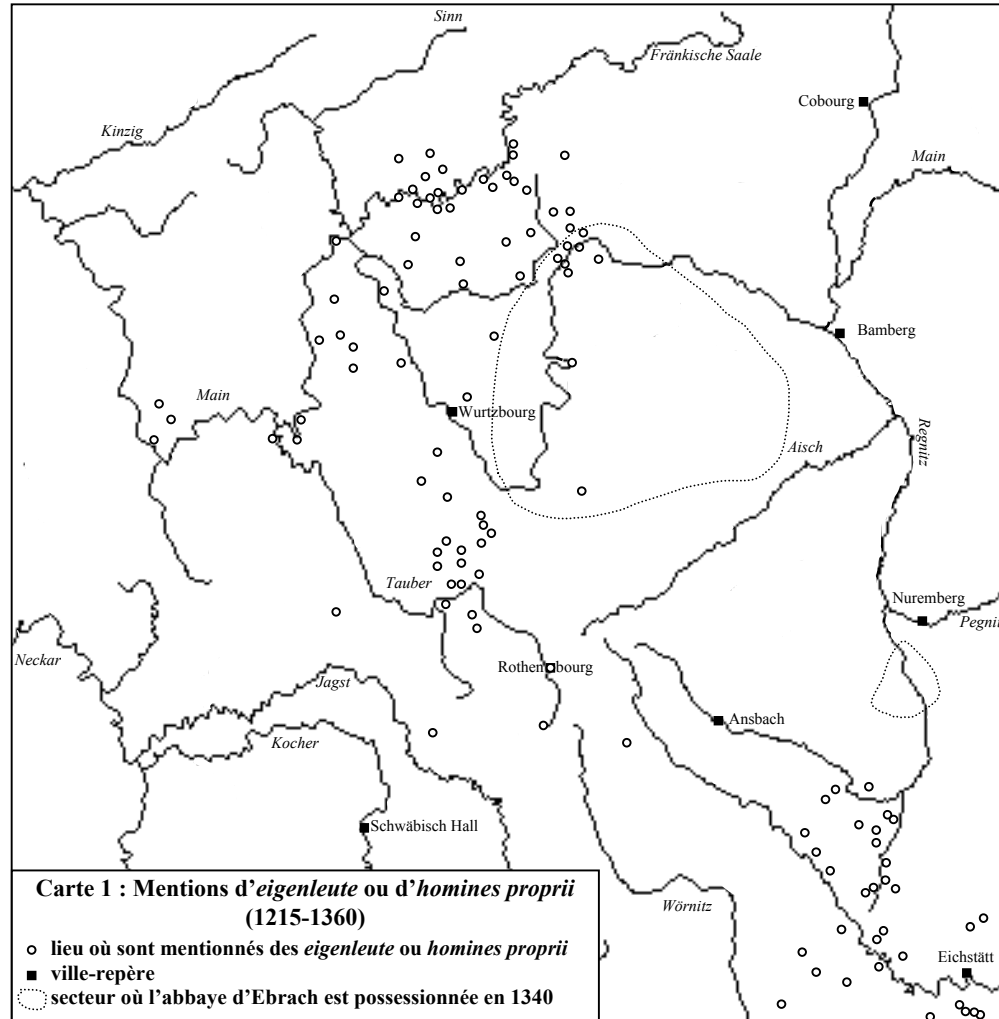 Sinn
Fränkische Saale
Cobourg
Kinzig
Main
Bamberg
Main
Wurtzbourg
Regnitz
Aisch
Tauber
Nuremberg
Pegnit
Neckar
Rothenbourg
Jagst
Ansbach
Kocher
Schwäbisch Hall
Carte 1 : Mentions d'eigenleute ou d'homines proprii
(1215-1360)
lieu où sont mentionnés des eigenleute ou homines proprii
ville-repère
secteur où l'abbaye d'Ebrach est possessionnée en 1340
Wörnitz
Eichstätt